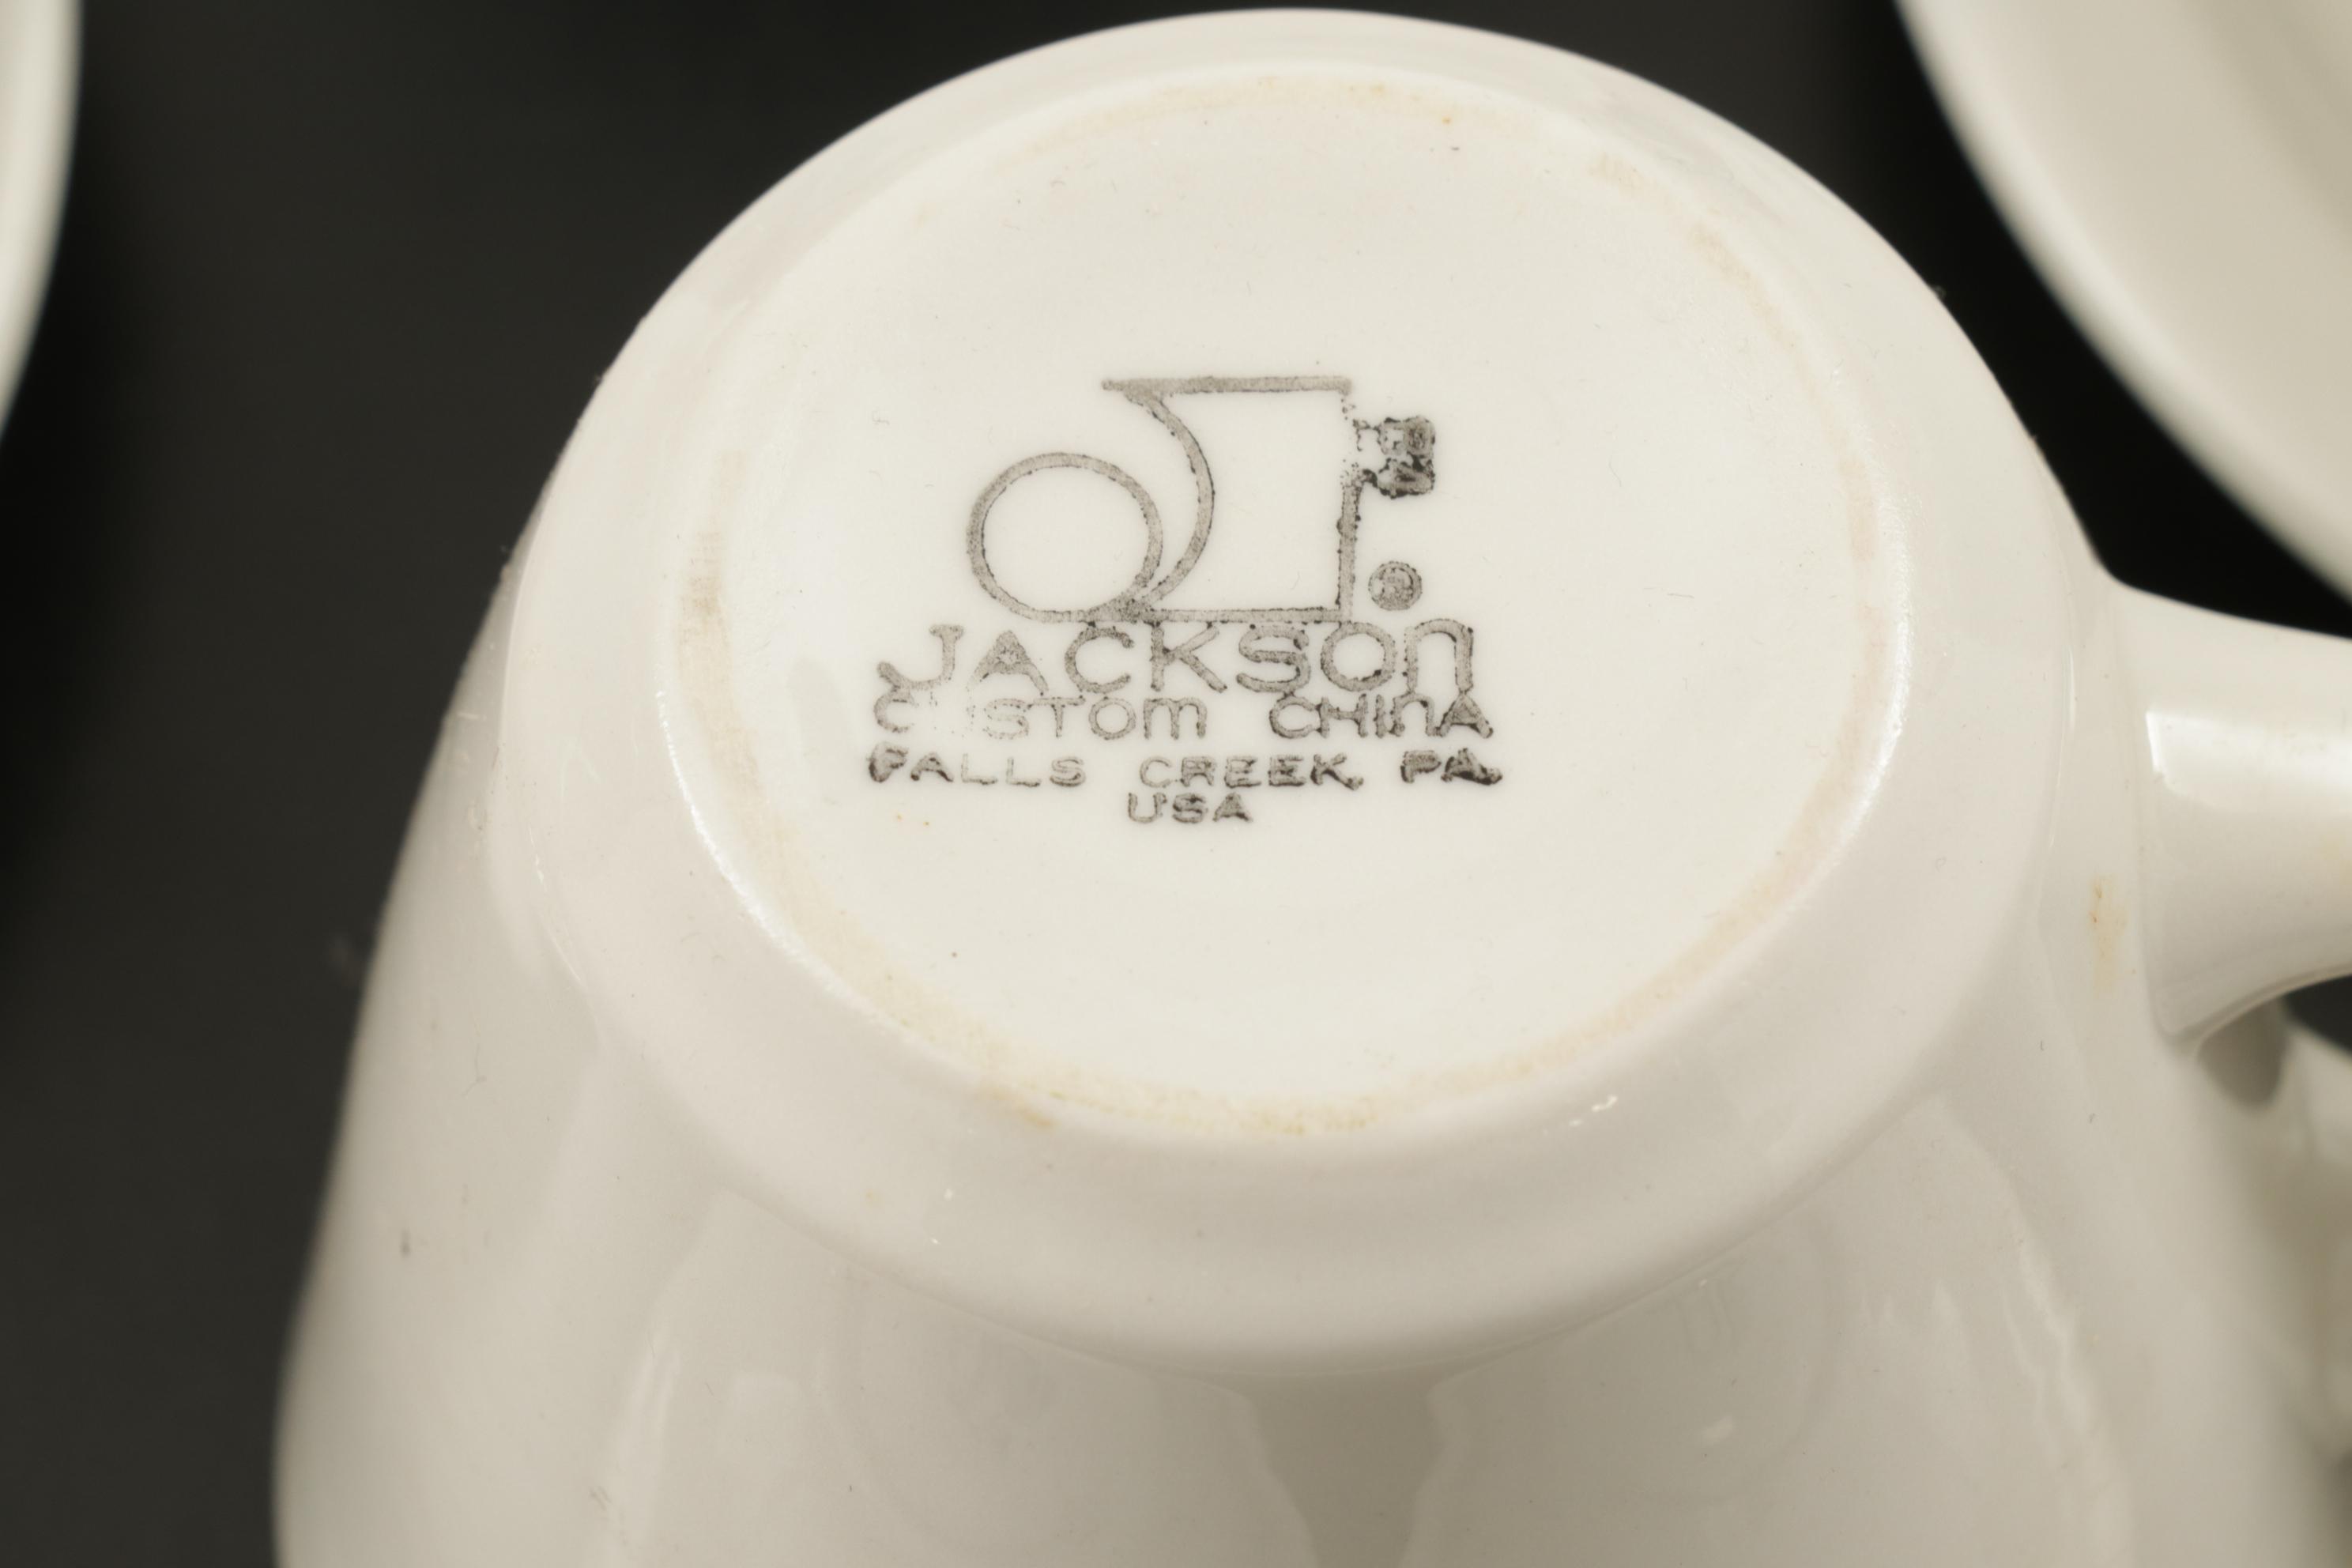 ®
JACKSON
CUSTOM CHINA
FALLS CREEK, PA.
USA